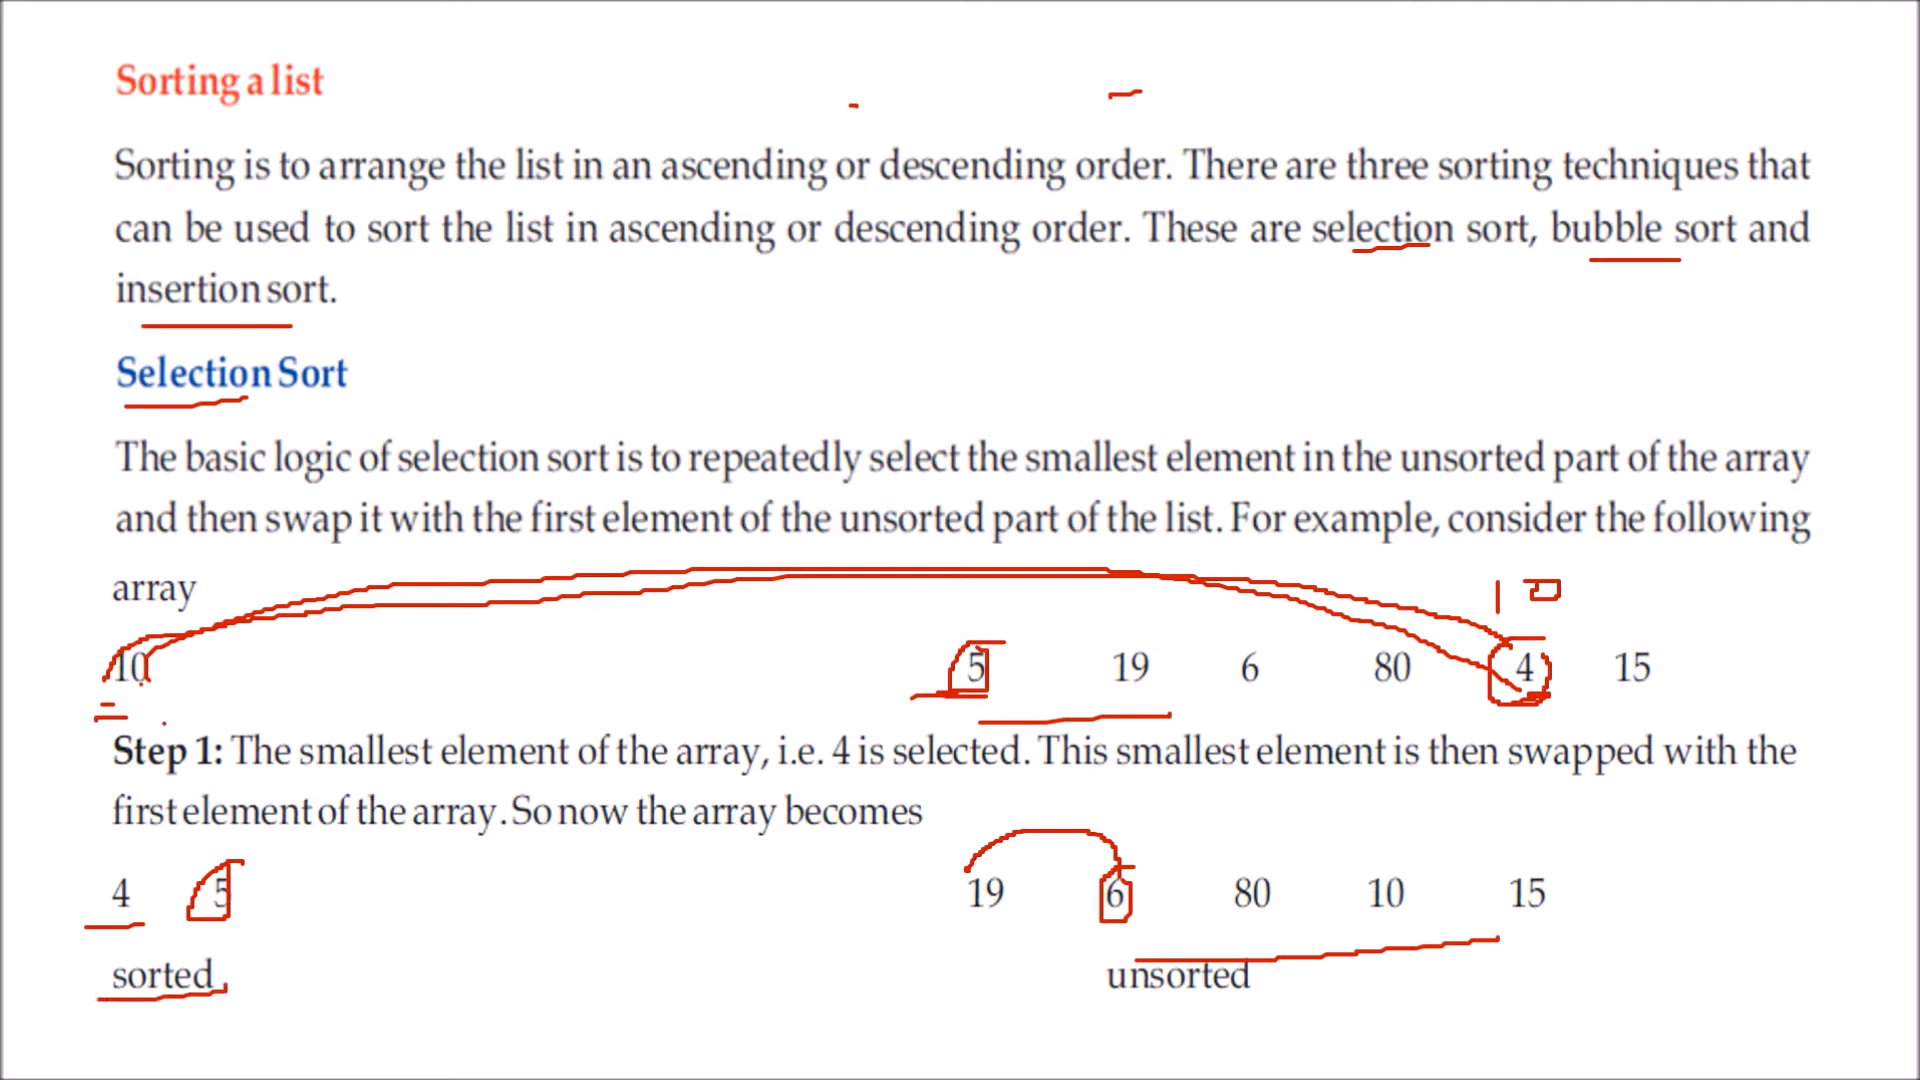 Sorting a list
Sorting is to arrange the list in an ascending or descending order. There are three sorting techniques that
can be used to sort the list in ascending or descending order. These are selection sort, bubble sort and
insertion sort.
Selection Sort
The basic logic of selection sort is to repeatedly select the smallest element in the unsorted part of the array
and then swap it with the first element of the unsorted part of the list. For example, consider the following
array
10 5 19 6 80 4 15
Step 1: The smallest element of the array, i.e. 4 is selected. This smallest element is then swapped with the
first element of the array. So now the array becomes
4 5 19 6 80 10 15
sorted unsorted